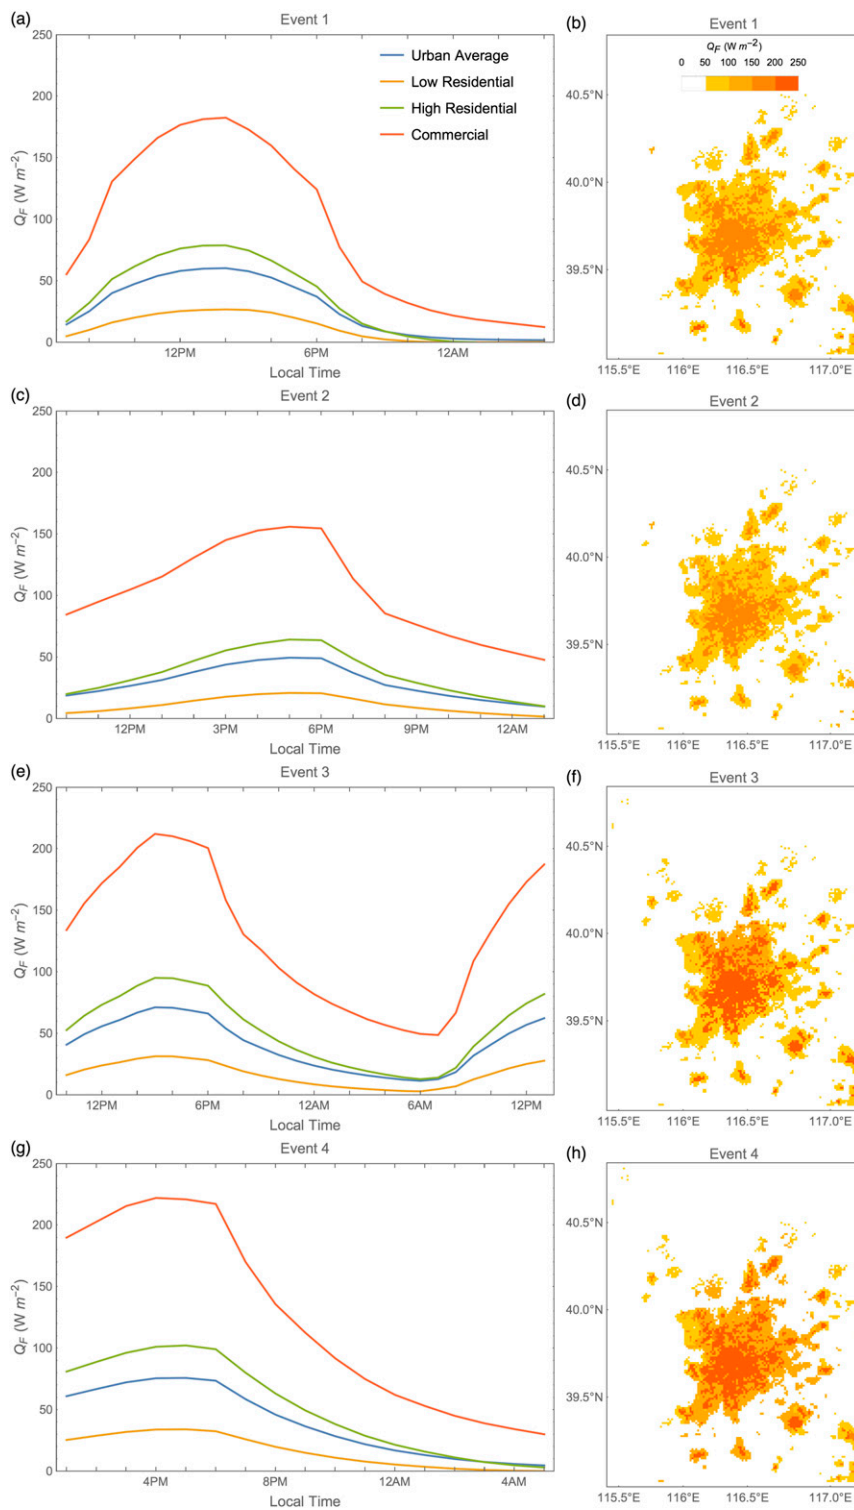 (a) Event 1
250
200
150
100
50
0
Q_F (W m⁻²)
Urban Average
Low Residential
High Residential
Commercial
12PM 6PM 12AM
Local Time
(b) Event 1
Q_F (W m⁻²)
0 50 100 150 200 250
40.5°N
40.0°N
39.5°N
115.5°E 116°E 116.5°E 117.0°E
(c) Event 2
250
200
150
100
50
0
Q_F (W m⁻²)
12PM 3PM 6PM 9PM 12AM
Local Time
(d) Event 2
40.5°N
40.0°N
39.5°N
115.5°E 116°E 116.5°E 117.0°E
(e) Event 3
250
200
150
100
50
0
Q_F (W m⁻²)
12PM 6PM 12AM 6AM 12PM
Local Time
(f) Event 3
40.5°N
40.0°N
39.5°N
115.5°E 116°E 116.5°E 117.0°E
(g) Event 4
250
200
150
100
50
0
Q_F (W m⁻²)
4PM 8PM 12AM 4AM
Local Time
(h) Event 4
40.5°N
40.0°N
39.5°N
115.5°E 116°E 116.5°E 117.0°E